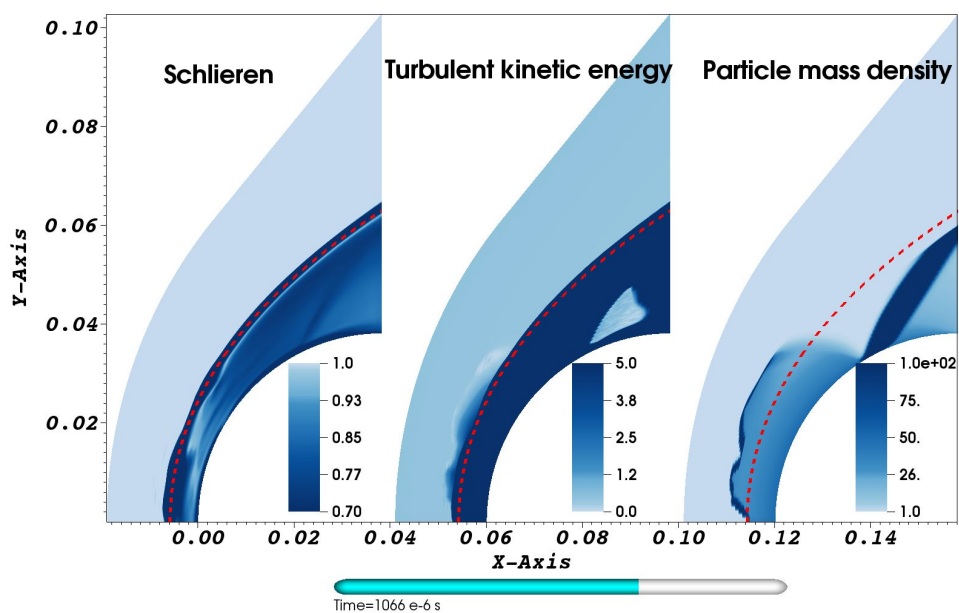 0.10
0.08
0.06
0.04
0.02
Y-Axis
Schlieren
Turbulent kinetic energy
Particle mass density
1.0
0.93
0.85
0.77
0.70
5.0
3.8
2.5
1.2
0.0
1.0e+02
75.
50.
26.
1.0
0.00 0.02 0.04 0.06 0.08 0.10 0.12 0.14
X-Axis
Time=1066 e-6 s